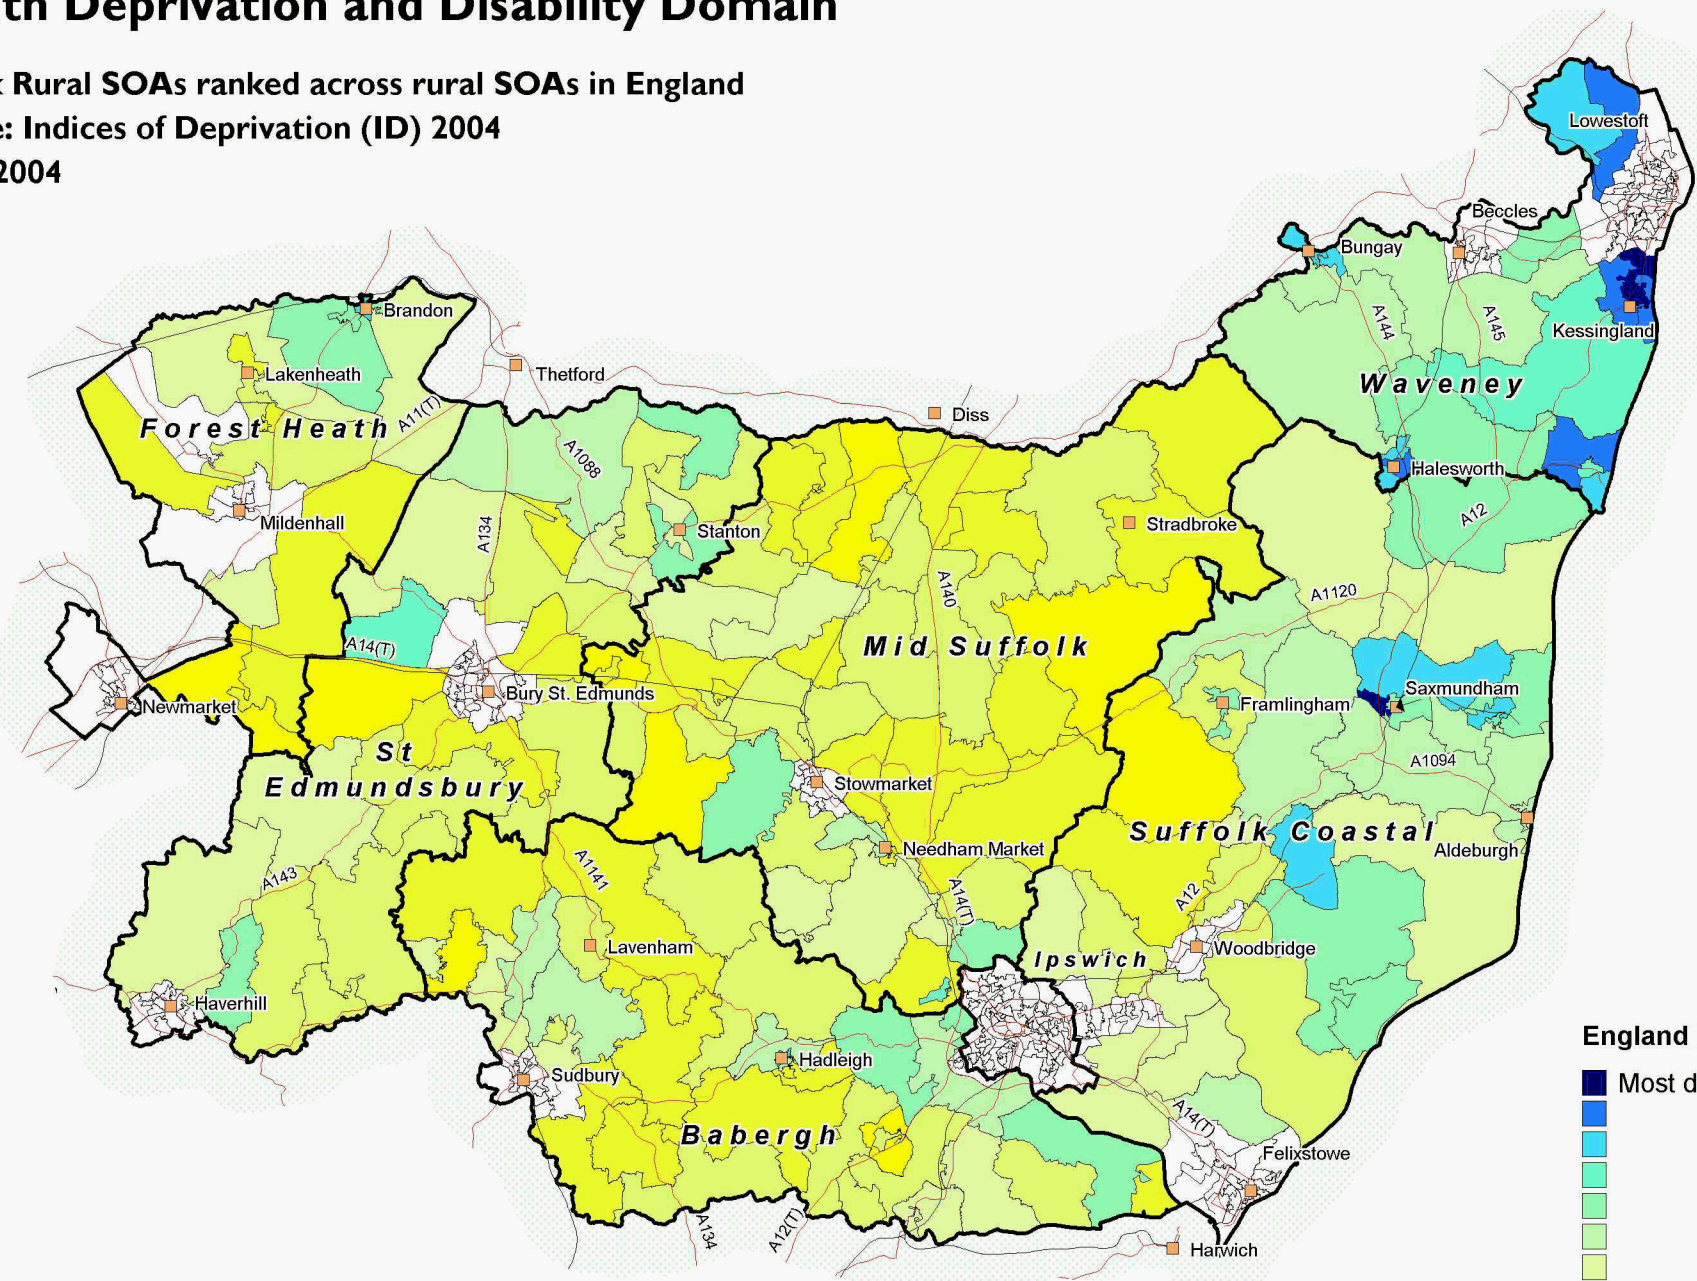 th Deprivation and Disability Domain
k Rural SOAs ranked across rural SOAs in England
e: Indices of Deprivation (ID) 2004
2004
Lowestoft
Beccles
Bungay
Brandon
Kessingland
A144
A145
Lakenheath
Thetford
Waveney
Diss
A11(T)
Forest Heath
A1088
Halesworth
Mildenhall
A134
Stanton
Stradbroke
A12
A140
A1120
A14(T)
Mid Suffolk
Bury St. Edmunds
Saxmundham
Newmarket
Framlingham
St
Edmundsbury
A1094
Stowmarket
Suffolk Coastal
Aldeburgh
Needham Market
A143
A1141
A14(T)
A12
Lavenham
Ipswich
Woodbridge
Haverhill
England
Hadleigh
Sudbury
Most d
A14(T)
Babergh
Felixstowe
A134
A12(T)
Harwich